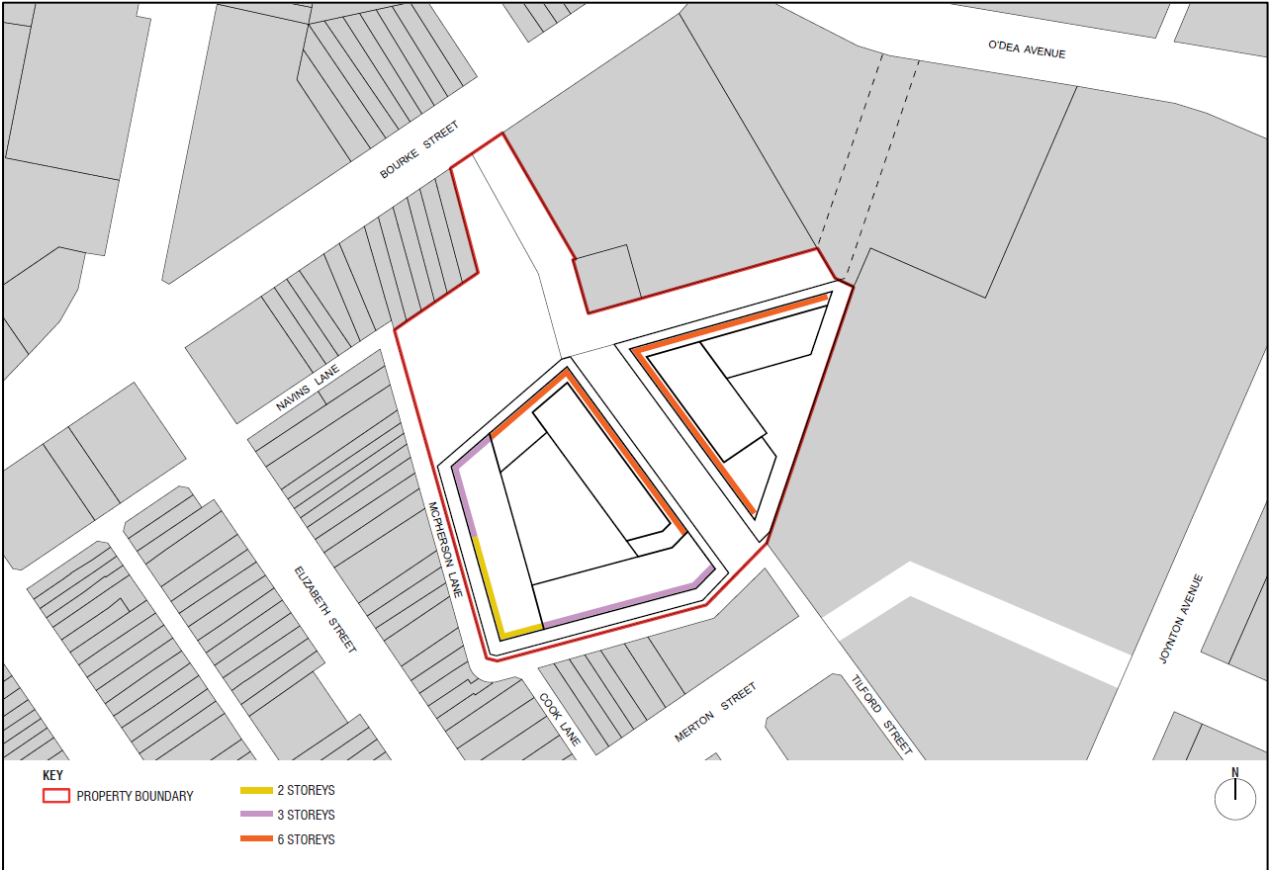 O'DEA AVENUE
BOURKE STREET
NAVINS LANE
MCPHERSON LANE
ELIZABETH STREET
JOYNTON AVENUE
COOK LANE
MERTON STREET
TILFORD STREET
KEY
PROPERTY BOUNDARY
2 STOREYS
3 STOREYS
6 STOREYS
N